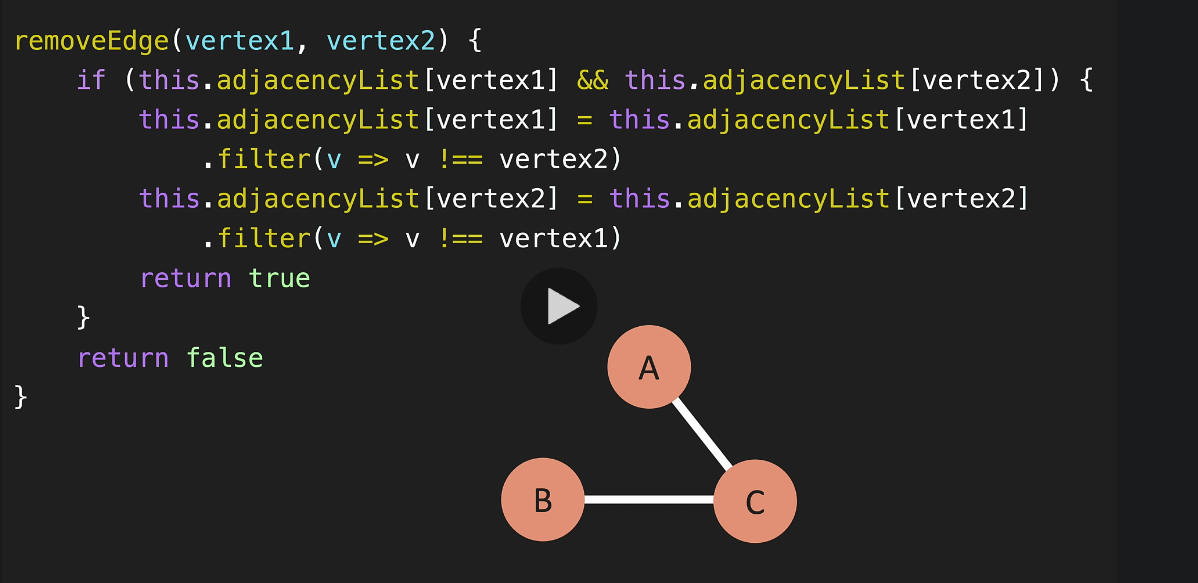 removeEdge(vertex1, vertex2) {
    if (this.adjacencyList[vertex1] && this.adjacencyList[vertex2]) {
        this.adjacencyList[vertex1] = this.adjacencyList[vertex1]
            .filter(v => v !== vertex2)
        this.adjacencyList[vertex2] = this.adjacencyList[vertex2]
            .filter(v => v !== vertex1)
        return true
    }
    return false
}
A
B C